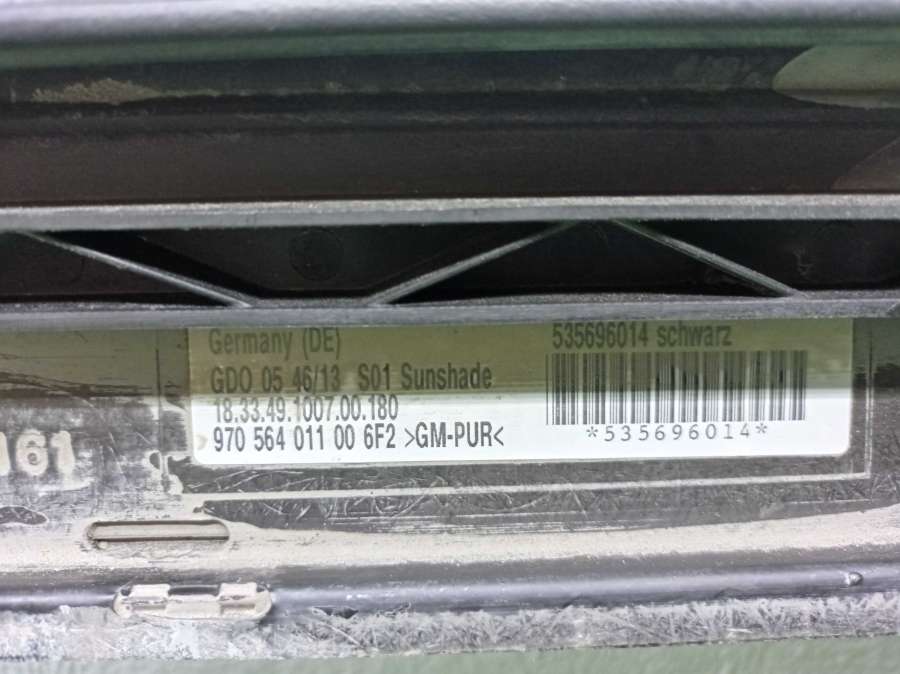 Germany (DE)
GDO 05 46/13 S01 Sunshade
18.33.49.1007.00.180
970 564 011 00 6F2 >GM-PUR<
535696014 schwarz
*535696014*
161